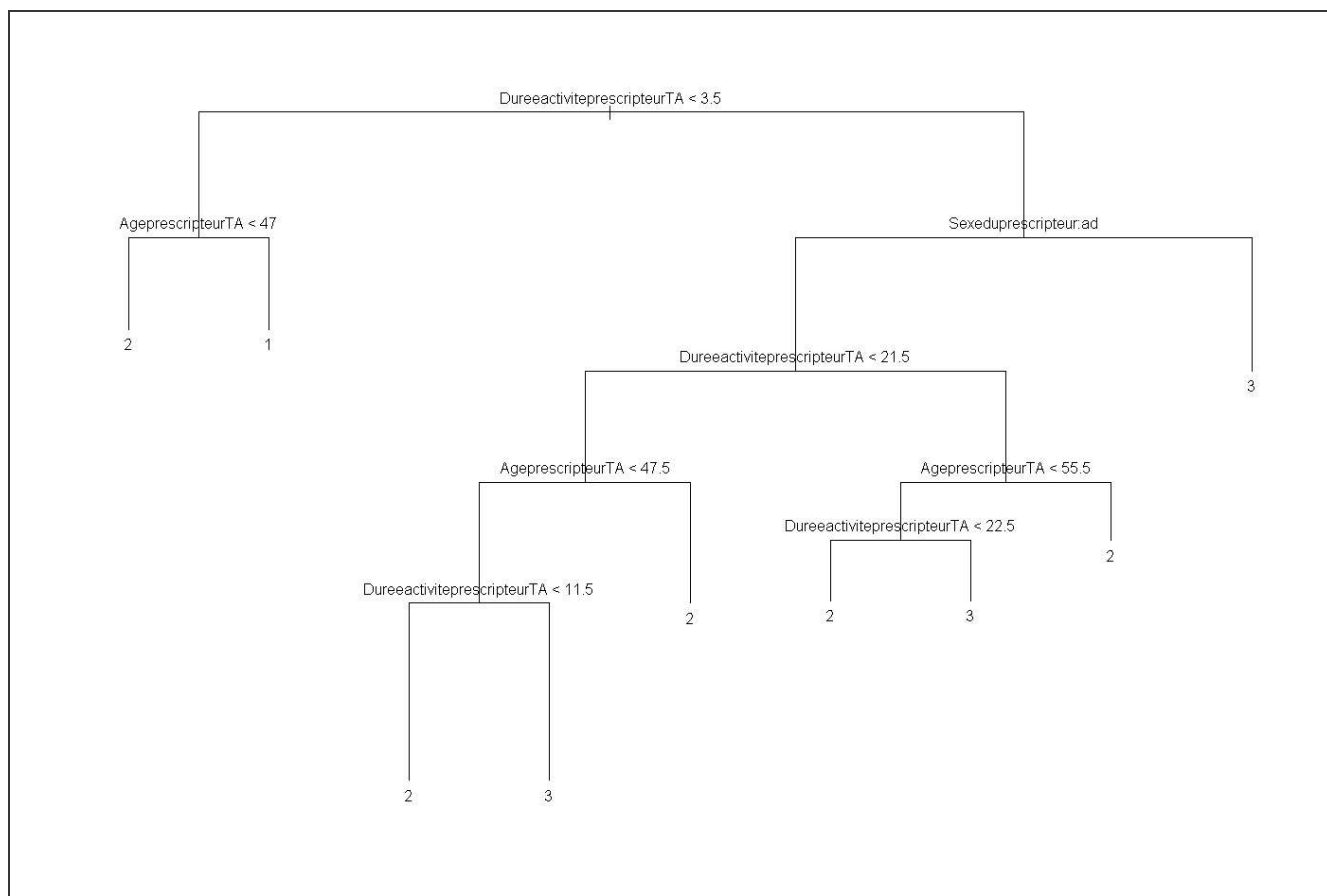 DureeactiviteprescripteurTA < 3.5
AgeprescripteurTA < 47
Sexeduprescripteur:ad
2
1
DureeactiviteprescripteurTA < 21.5
3
AgeprescripteurTA < 47.5
AgeprescripteurTA < 55.5
DureeactiviteprescripteurTA < 22.5
2
DureeactiviteprescripteurTA < 11.5
2
2
3
2
3